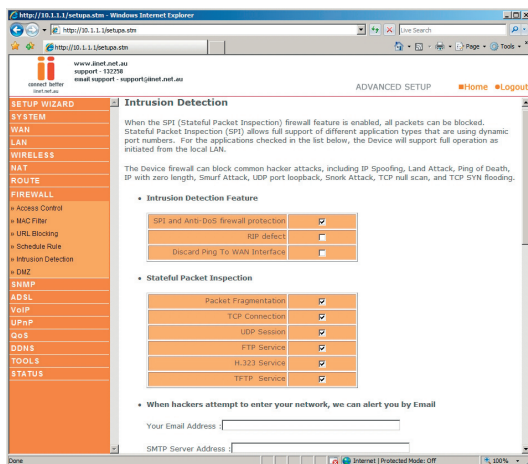 http://10.1.1.1/setupa.stm - Windows Internet Explorer
http://10.1.1.1/setupa.stm
Live Search
http://10.1.1.1/setupa.stm
Page
Tools
www.iinet.net.au
support - 132258
email support - support@iinet.net.au
connect better
iinet.net.au
ADVANCED SETUP
Home
Logout
SETUP WIZARD
SYSTEM
WAN
LAN
WIRELESS
NAT
ROUTE
FIREWALL
» Access Control
» MAC Filter
» URL Blocking
» Schedule Rule
» Intrusion Detection
» DMZ
SNMP
ADSL
VoIP
UPnP
QoS
DDNS
TOOLS
STATUS
Intrusion Detection
When the SPI (Stateful Packet Inspection) firewall feature is enabled, all packets can be blocked.
Stateful Packet Inspection (SPI) allows full support of different application types that are using dynamic
port numbers. For the applications checked in the list below, the Device will support full operation as
initiated from the local LAN.
The Device firewall can block common hacker attacks, including IP Spoofing, Land Attack, Ping of Death,
IP with zero length, Smurf Attack, UDP port loopback, Snork Attack, TCP null scan, and TCP SYN flooding.
• Intrusion Detection Feature
SPI and Anti-DoS firewall protection
RIP defect
Discard Ping To WAN Interface
• Stateful Packet Inspection
Packet Fragmentation
TCP Connection
UDP Session
FTP Service
H.323 Service
TFTP Service
• When hackers attempt to enter your network, we can alert you by Email
Your Email Address :
SMTP Server Address :
Done
Internet | Protected Mode: Off
100%